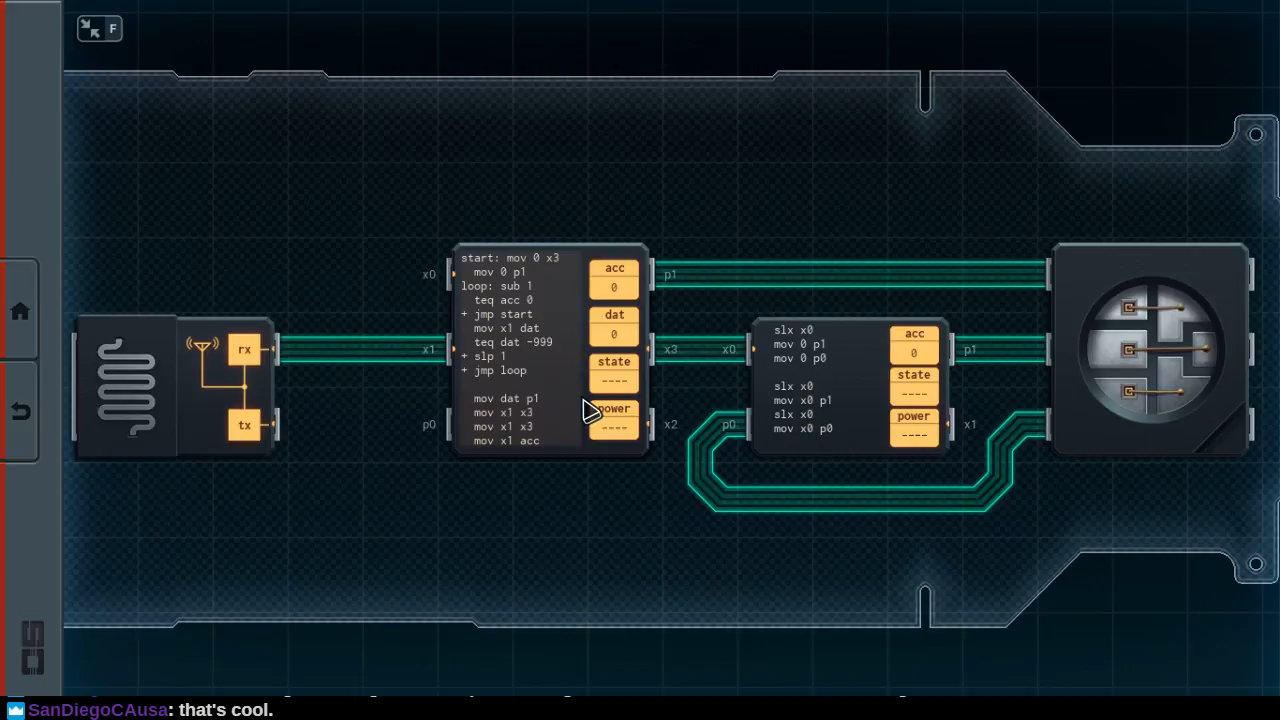 F
start: mov 0 x3
mov 0 p1
loop: sub 1
teq acc 0
+ jmp start
mov x1 dat
teq dat -999
+ slp 1
+ jmp loop
mov dat p1
mov x1 x3
mov x1 x3
mov x1 acc
acc
0
dat
0
state
----
power
----
x0
x1
p0
p1
x3
x2
rx
tx
slx x0
mov 0 p1
mov 0 p0
slx x0
mov x0 p1
slx x0
mov x0 p0
acc
0
state
----
power
----
x0
p0
p1
x1
SanDiegoCAusa: that's cool.